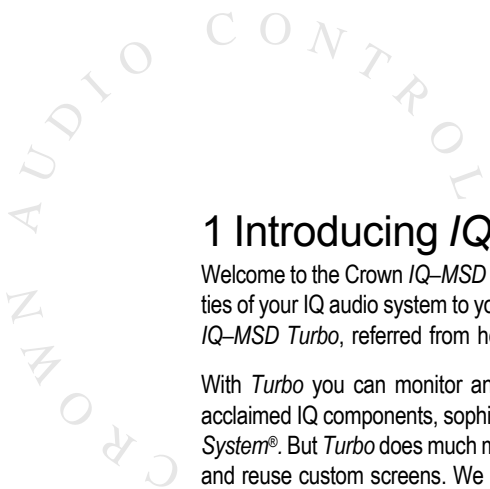 CROWN AUDIO CONTROL
1 Introducing IQ
Welcome to the Crown IQ–MSD
ties of your IQ audio system to
IQ–MSD Turbo, referred from
With Turbo you can monitor
acclaimed IQ components,
System®. But Turbo does much
and reuse custom screens. We